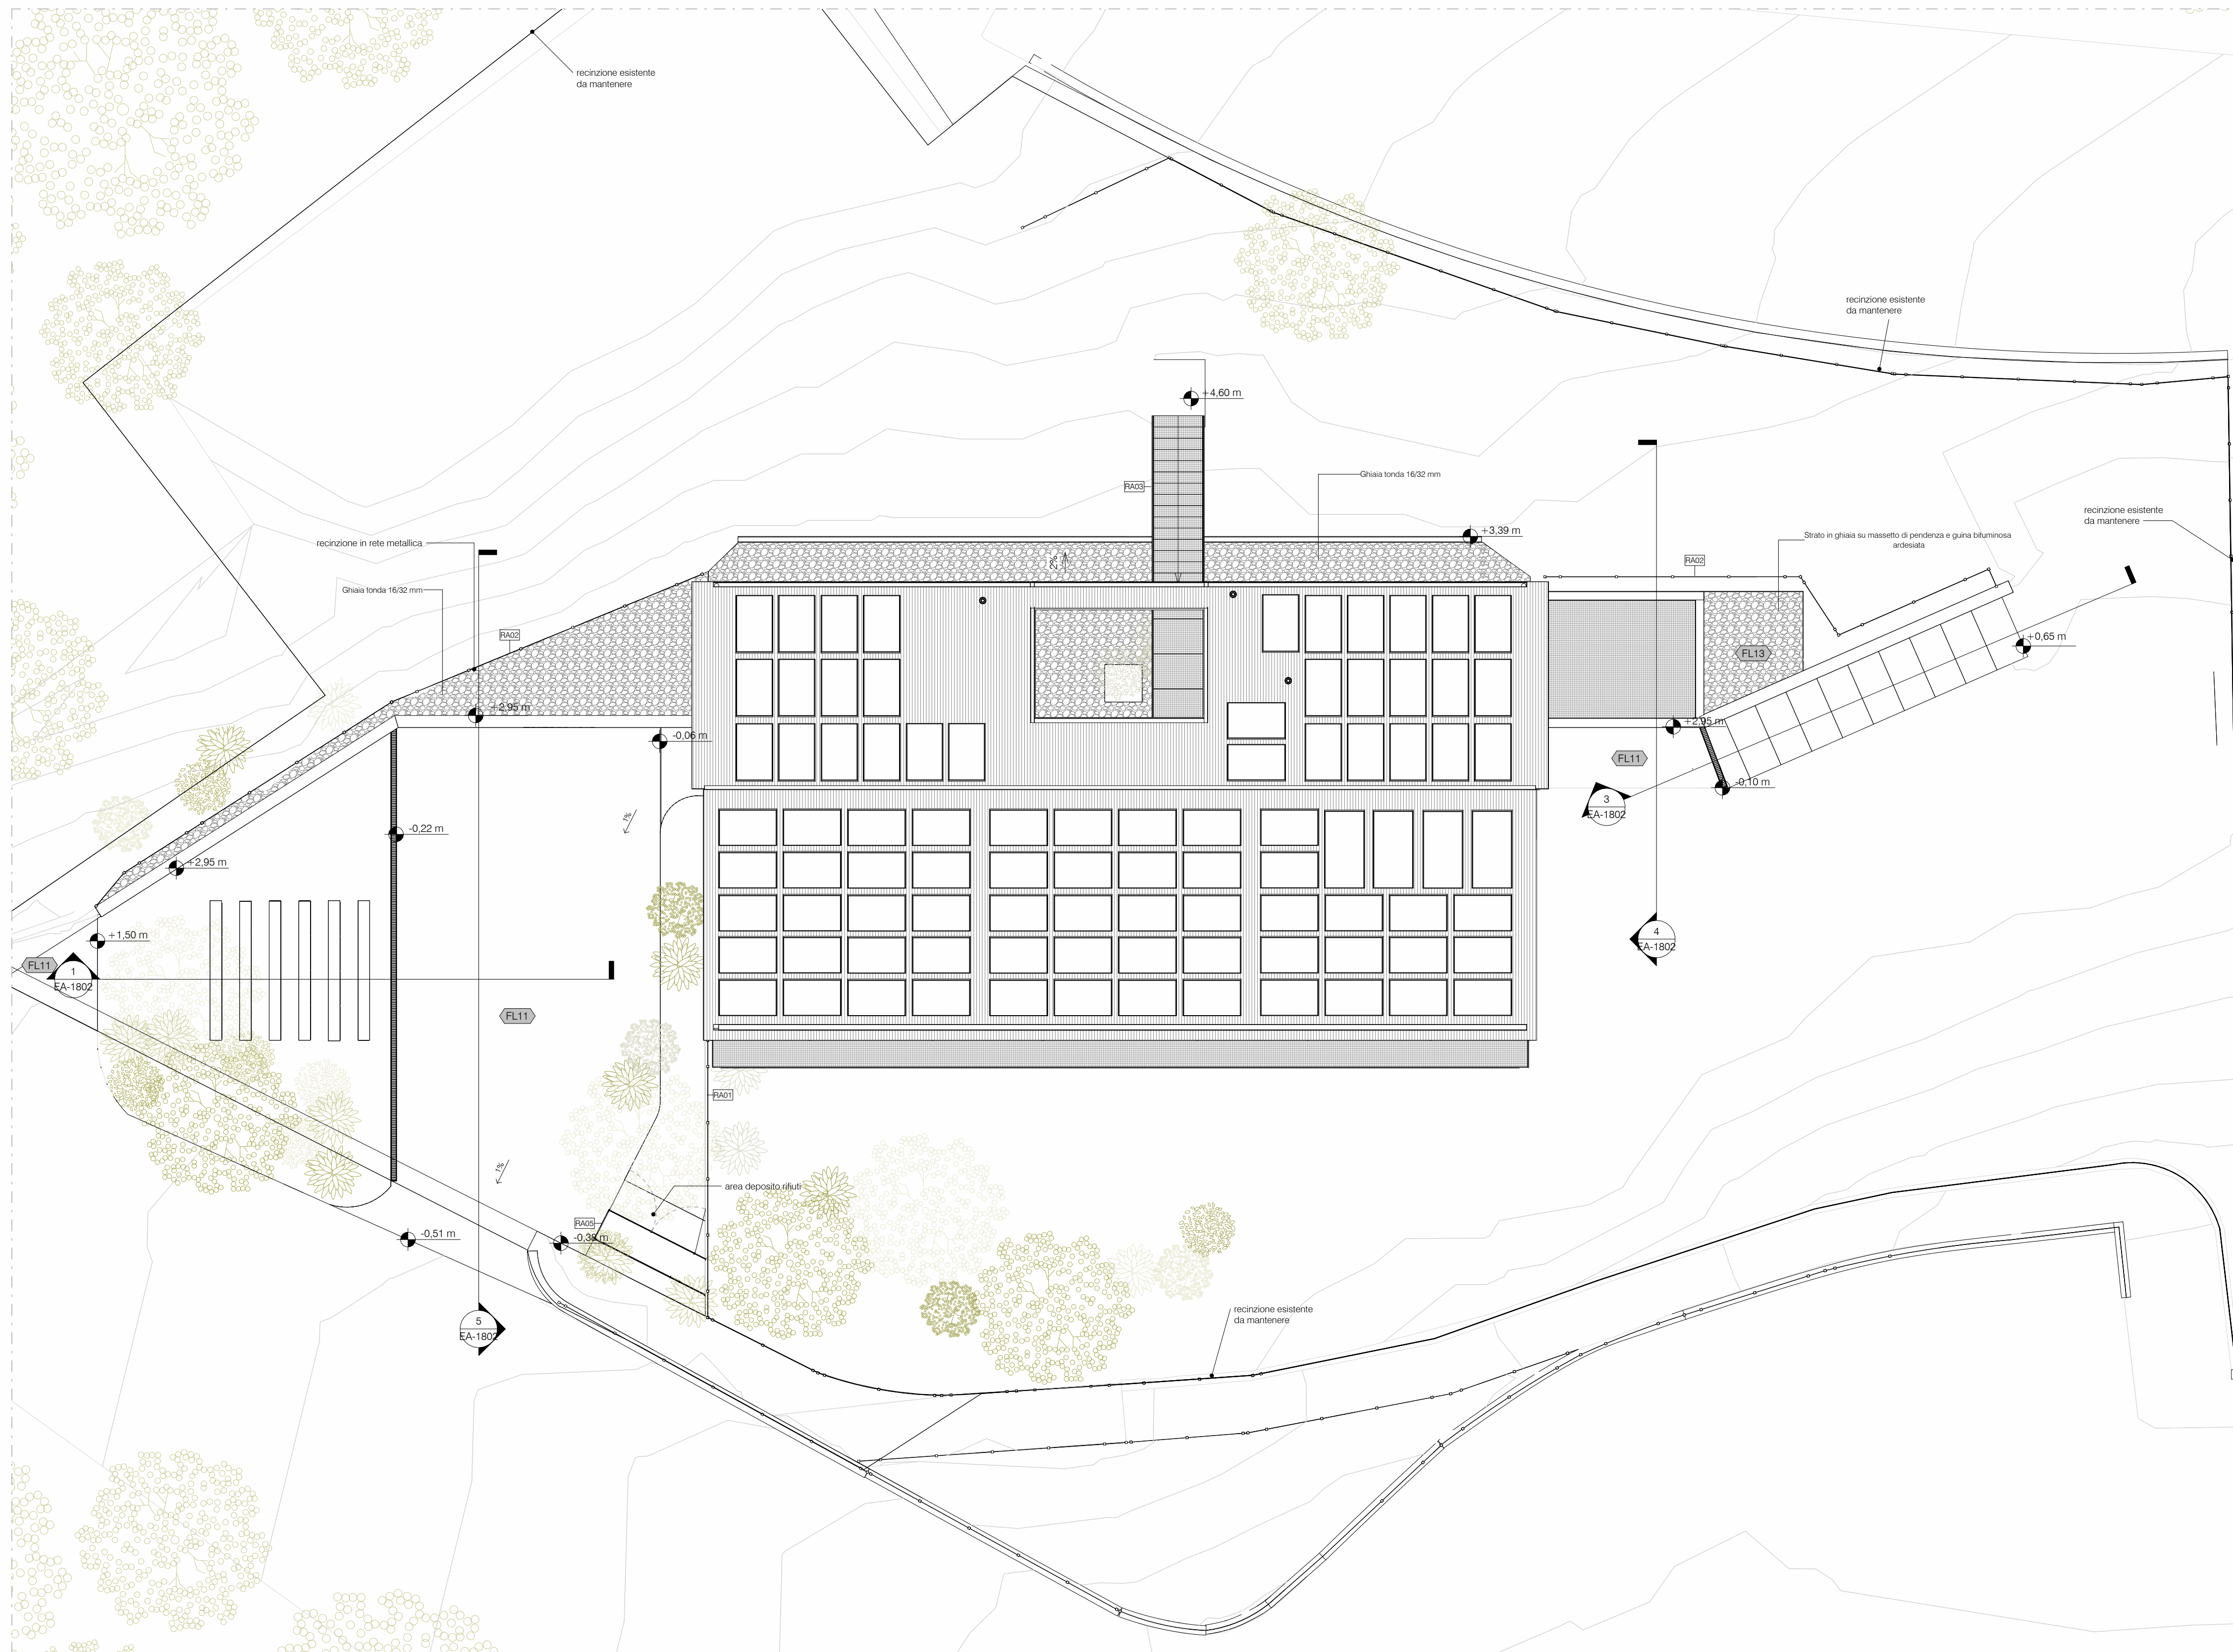 recinzione esistente
da mantenere
recinzione esistente
da mantenere
+4,60 m
Ghiaia tonda 16/32 mm
RA03
recinzione esistente
da mantenere
+3,39 m
Strato in ghiaia su massetto di pendenza e guina bituminosa
ardesiata
recinzione in rete metallica
2%
RA02
Ghiaia tonda 16/32 mm
RA02
+0,65 m
FL13
+2,95 m
+2,95 m
-0,06 m
FL11
-0,10 m
3
EA-1802
1%
-0,22 m
+2,95 m
4
EA-1802
+1,50 m
FL11
1
EA-1802
FL11
RA01
1%
area deposito rifiuti
RA05
-0,51 m
-0,38 m
recinzione esistente
da mantenere
5
EA-1802